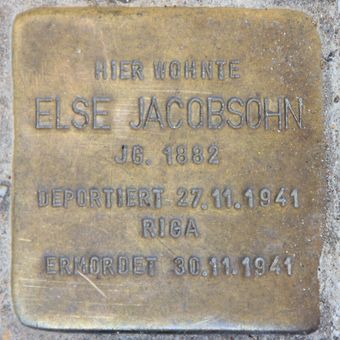 HIER WOHNTE
ELSE JACOBSOHN
JG. 1882
DEPORTIERT 27.11.1941
RIGA
ERMORDET 30.11.1941